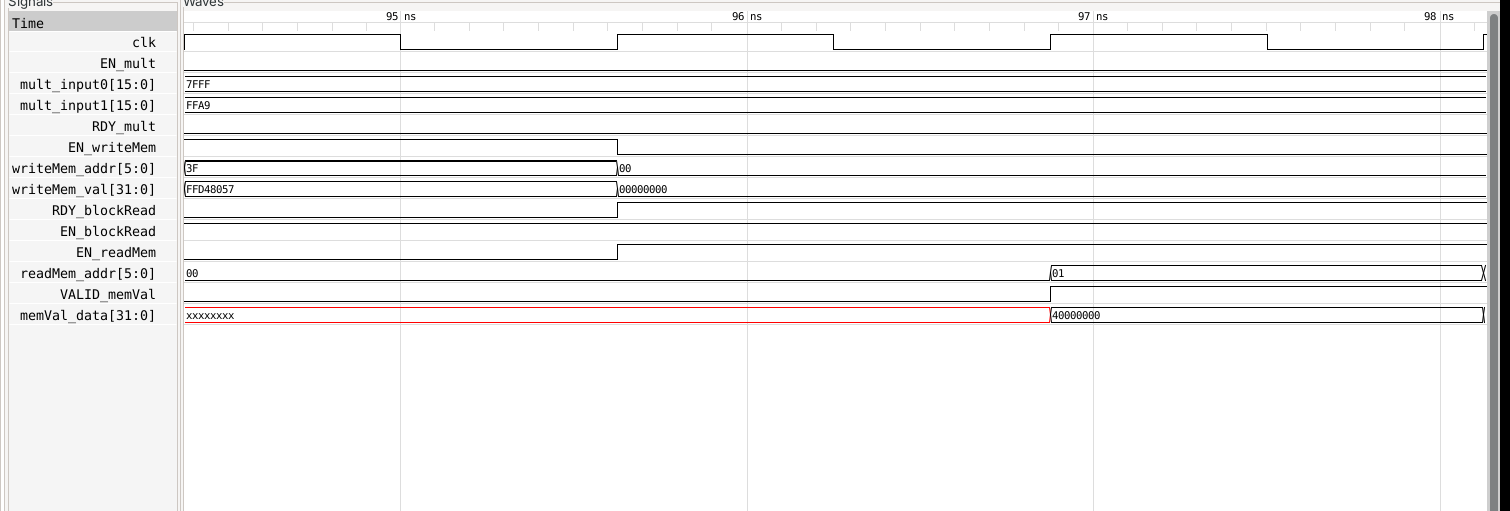 Signals Waves
Time 95 ns 96 ns 97 ns 98 ns
clk
EN_mult
mult_input0[15:0] 7FFF
mult_input1[15:0] FFA9
RDY_mult
EN_writeMem
writeMem_addr[5:0] 3F 00
writeMem_val[31:0] FFD48057 00000000
RDY_blockRead
EN_blockRead
EN_readMem
readMem_addr[5:0] 00 01
VALID_memVal
memVal_data[31:0] xxxxxxxx 40000000